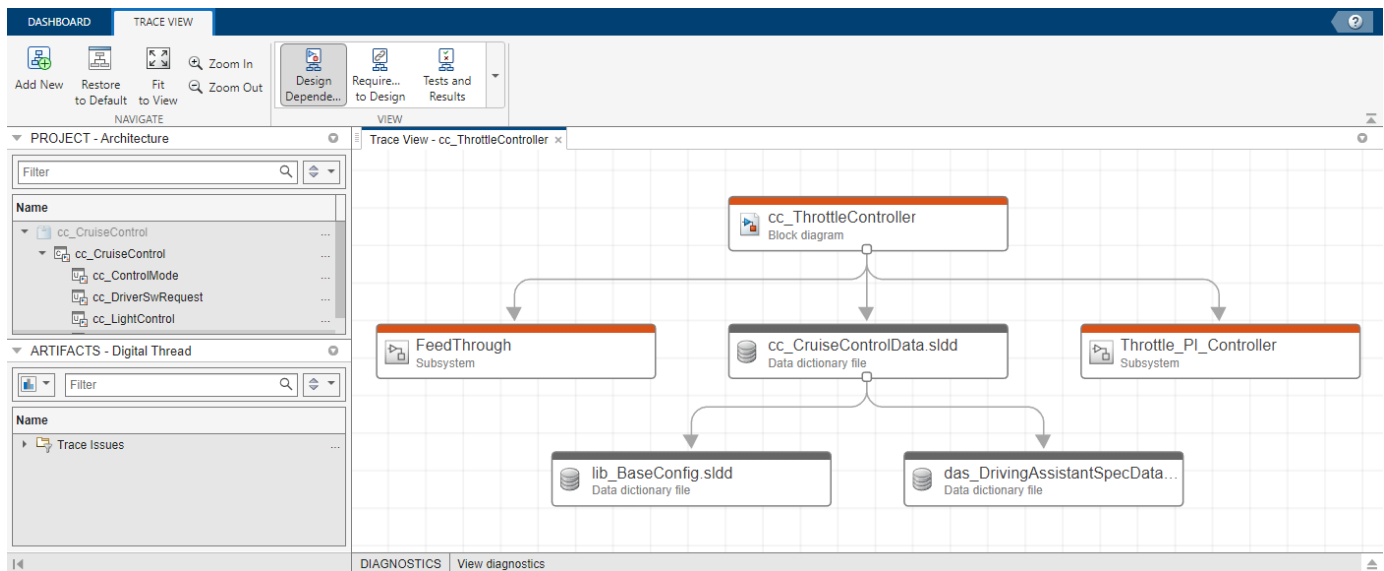 DASHBOARD
TRACE VIEW
?
Add New
Restore
to Default
Fit
to View
Zoom In
Zoom Out
NAVIGATE
Design
Depende...
Require...
to Design
Tests and
Results
VIEW
PROJECT - Architecture
Filter
Name
cc_CruiseControl ...
cc_CruiseControl ...
cc_ControlMode ...
cc_DriverSwRequest ...
cc_LightControl ...
ARTIFACTS - Digital Thread
Filter
Name
Trace Issues ...
Trace View - cc_ThrottleController ×
cc_ThrottleController
Block diagram
FeedThrough
Subsystem
cc_CruiseControlData.sldd
Data dictionary file
Throttle_PI_Controller
Subsystem
lib_BaseConfig.sldd
Data dictionary file
das_DrivingAssistantSpecData...
Data dictionary file
DIAGNOSTICS View diagnostics